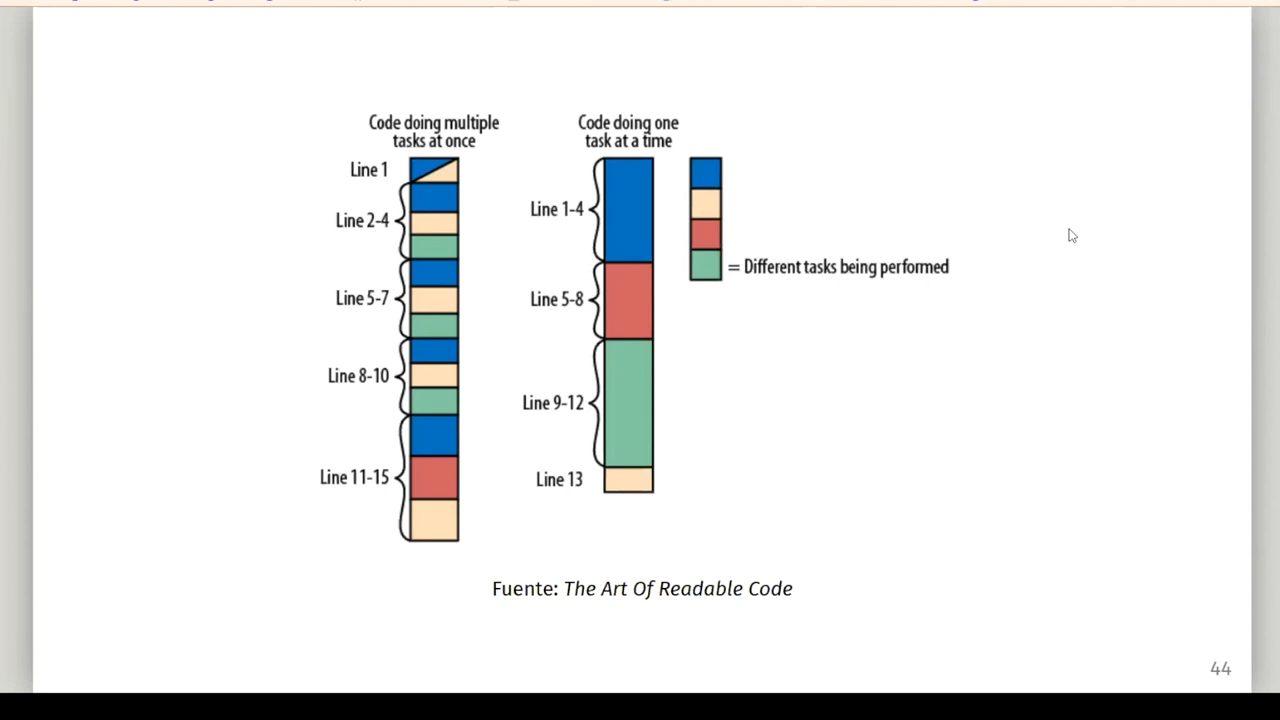 Code doing multiple
tasks at once
Line 1
Line 2-4
Line 5-7
Line 8-10
Line 11-15
Code doing one
task at a time
Line 1-4
Line 5-8
Line 9-12
Line 13
= Different tasks being performed
Fuente: The Art Of Readable Code
44